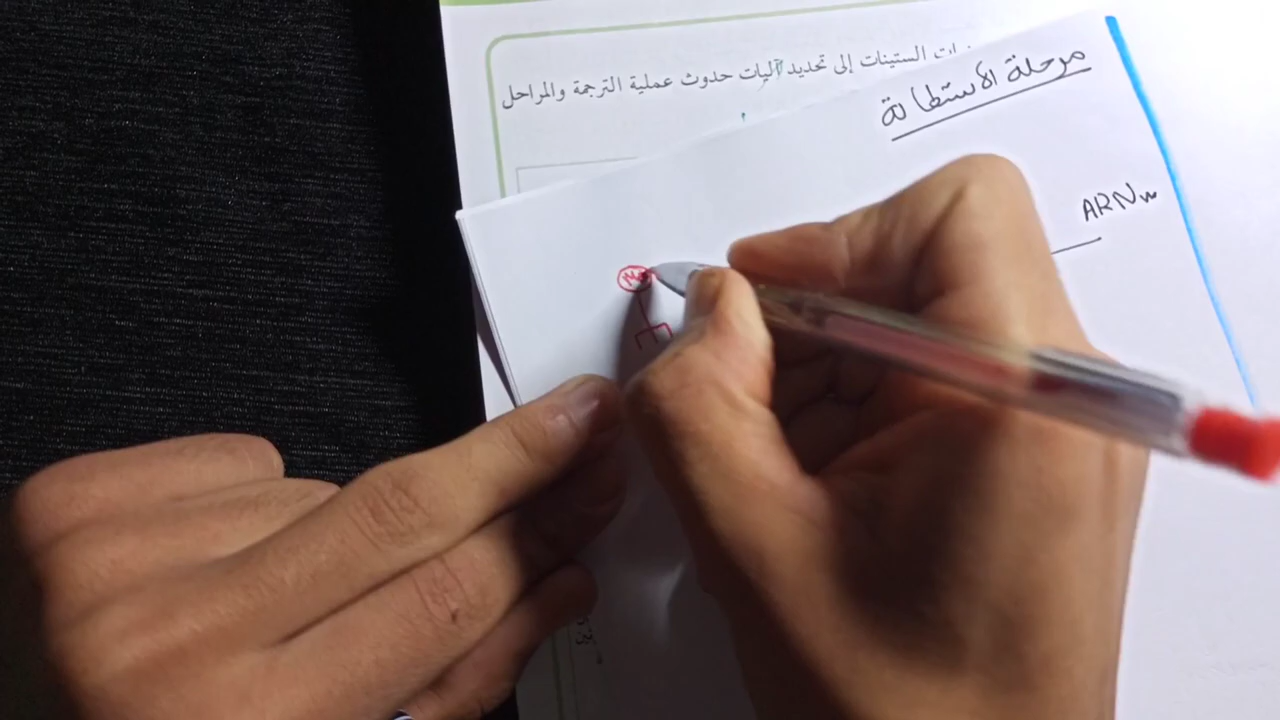 ات الستينات إلى تحديد آليات حدوث عملية الترجمة والمراحل
مرحلة الاستطالة
ARNm